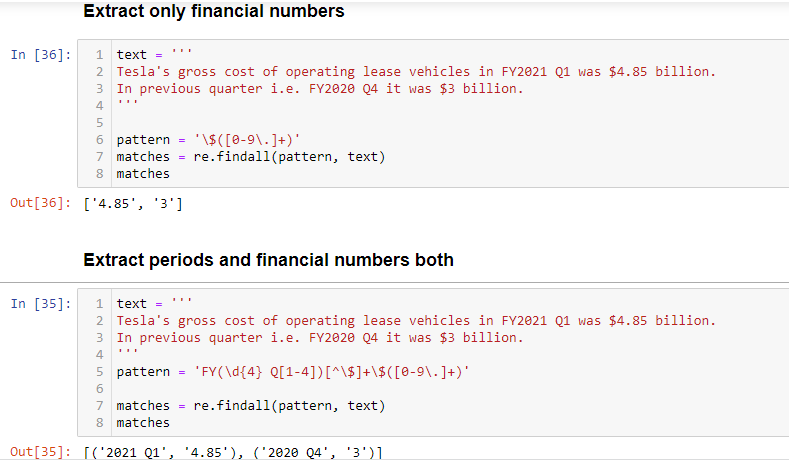 Extract only financial numbers
In [36]:
1 text = '''
2 Tesla's gross cost of operating lease vehicles in FY2021 Q1 was $4.85 billion.
3 In previous quarter i.e. FY2020 Q4 it was $3 billion.
4 '''
5
6 pattern = '\$([0-9\.]+)'
7 matches = re.findall(pattern, text)
8 matches
Out[36]: ['4.85', '3']
Extract periods and financial numbers both
In [35]:
1 text = '''
2 Tesla's gross cost of operating lease vehicles in FY2021 Q1 was $4.85 billion.
3 In previous quarter i.e. FY2020 Q4 it was $3 billion.
4 '''
5 pattern = 'FY(\d{4} Q[1-4])[^\$]+\$([0-9\.]+)'
6
7 matches = re.findall(pattern, text)
8 matches
Out[35]: [('2021 Q1', '4.85'), ('2020 Q4', '3')]